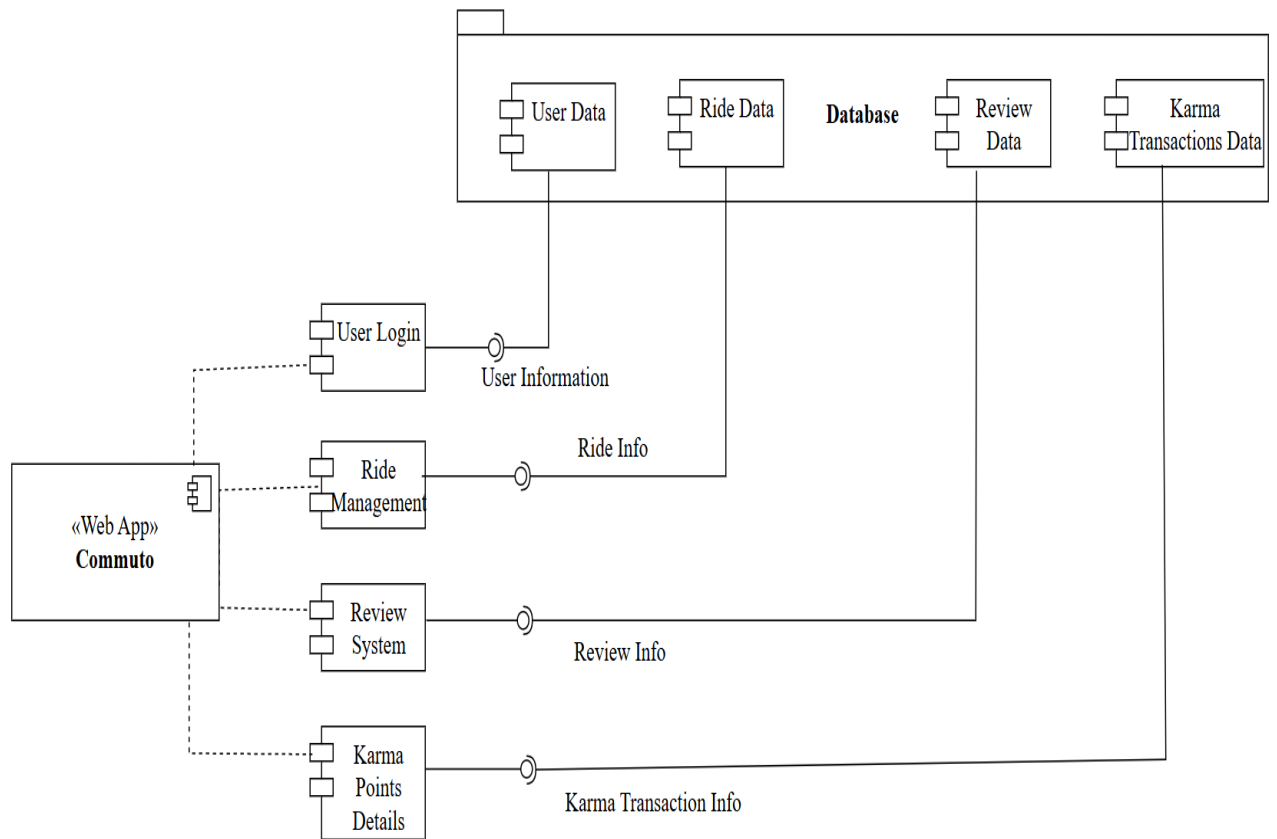 User Data
Ride Data
Database
Review
Data
Karma
Transactions Data
User Login
User Information
Ride
Management
Ride Info
«Web App»
Commuto
Review
System
Review Info
Karma
Points
Details
Karma Transaction Info